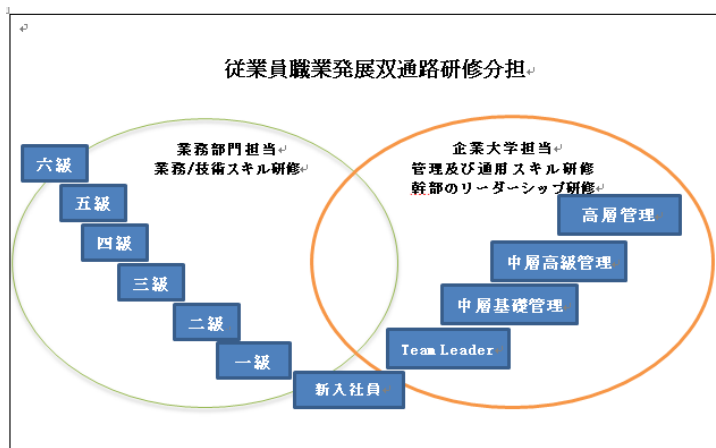 従業員職業発展双通路研修分担
業務部門担当
業務/技術スキル研修
企業大学担当
管理及び通用スキル研修
幹部のリーダーシップ研修
六級
五級
四級
三級
二級
一級
新入社員
高層管理
中層高級管理
中層基礎管理
Team Leader